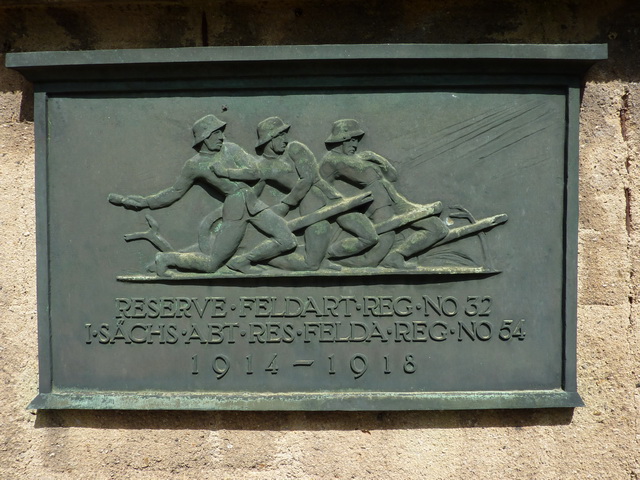 RESERVE·FELDART·REG·NO 32
I·SÄCHS·ABT·RES·FELDA·REG·NO 54
1914–1918